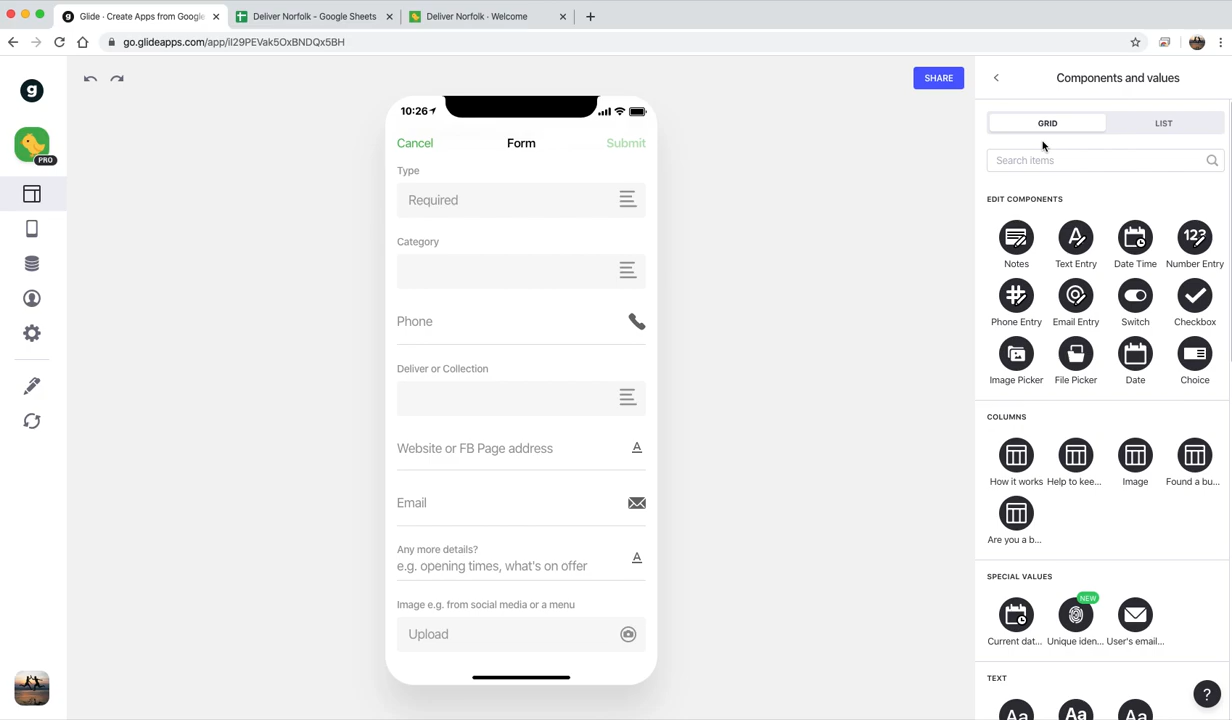 Glide · Create Apps from Google
Deliver Norfolk - Google Sheets
Deliver Norfolk · Welcome
go.glideapps.com/app/iI29PEVak5OxBNDQx5BH
g
PRO
SHARE
Components and values
GRID
LIST
Search items
10:26
Cancel
Form
Submit
Type
Required
Category
Phone
Deliver or Collection
Website or FB Page address
Email
Any more details?
e.g. opening times, what's on offer
Image e.g. from social media or a menu
Upload
EDIT COMPONENTS
Notes
Text Entry
Date Time
Number Entry
Phone Entry
Email Entry
Switch
Checkbox
Image Picker
File Picker
Date
Choice
COLUMNS
How it works
Help to kee...
Image
Found a bu...
Are you a b...
SPECIAL VALUES
NEW
Current dat...
Unique iden...
User's email...
TEXT
Aa
Aa
Aa
?